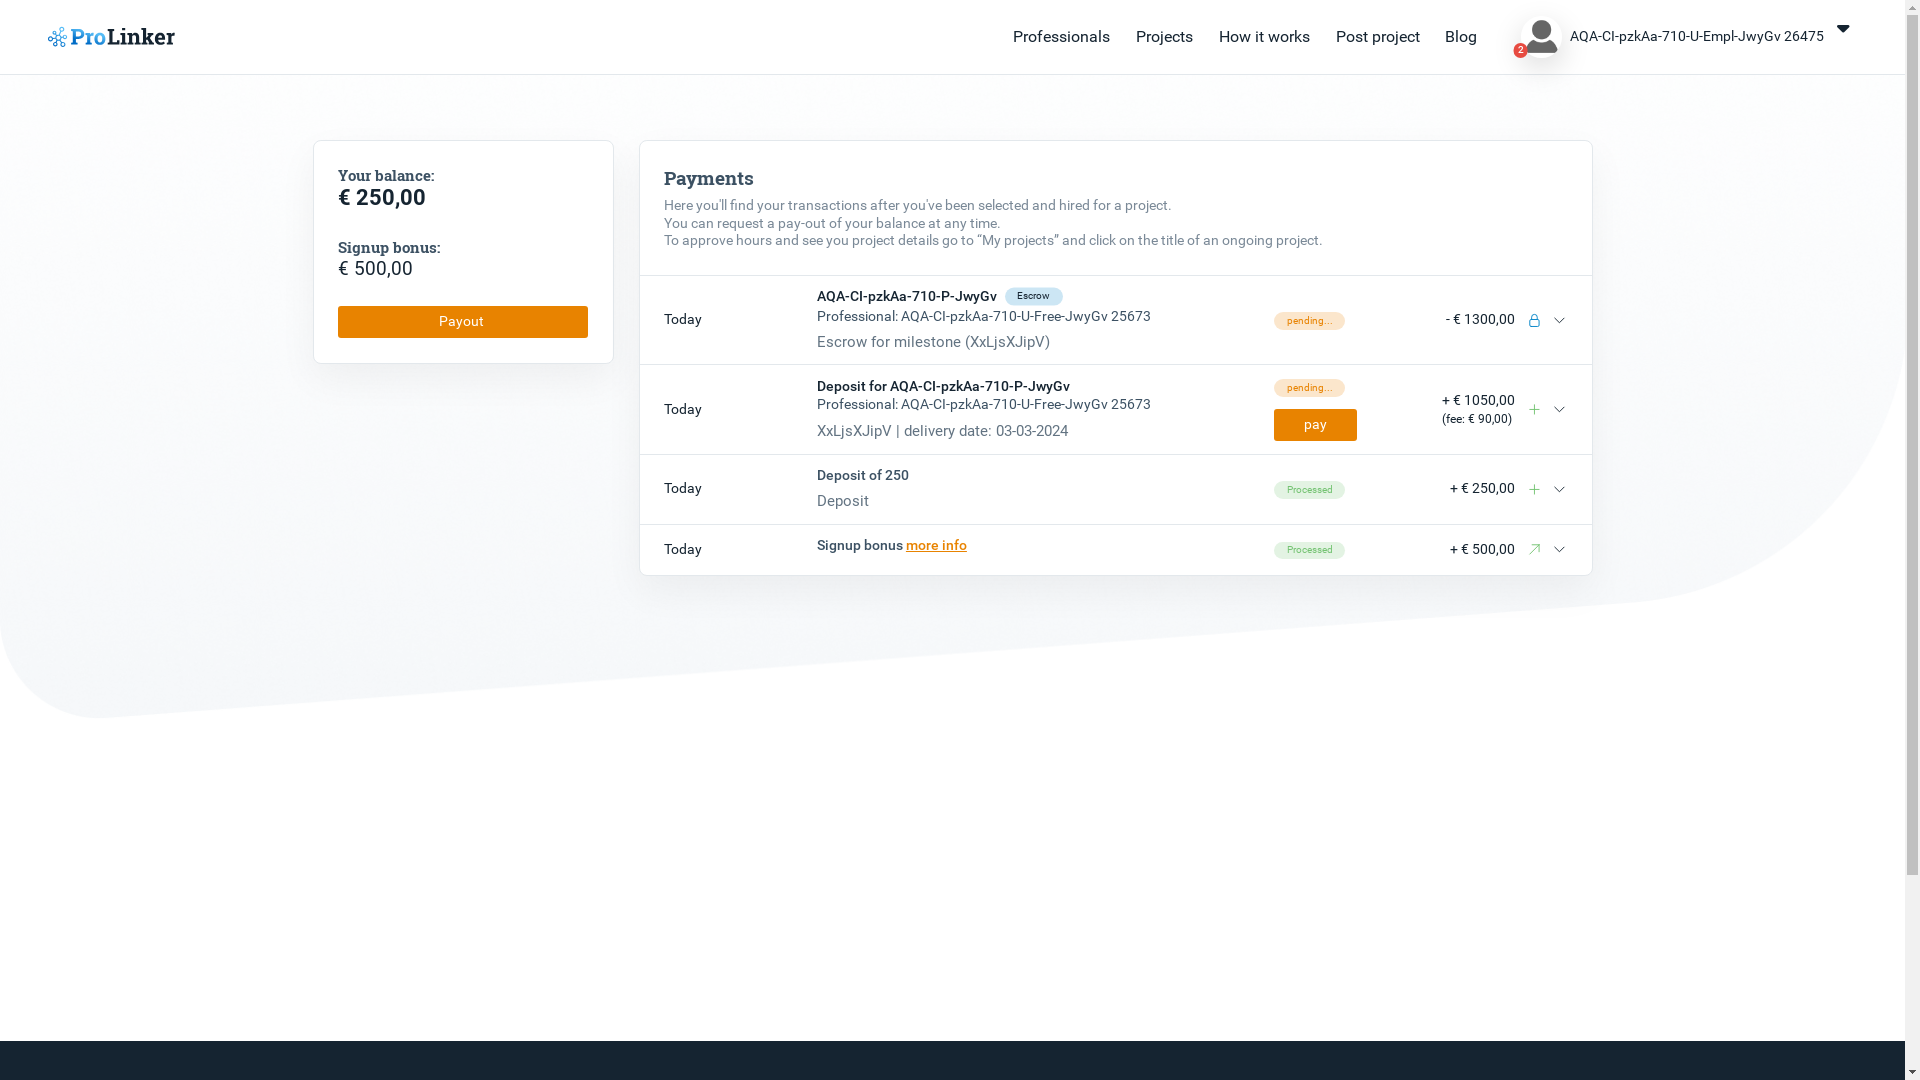 ProLinker
Professionals
Projects
How it works
Post project
Blog
2
AQA-CI-pzkAa-710-U-Empl-JwyGv 26475
Your balance:
€ 250,00
Signup bonus:
€ 500,00
Payout
Payments
Here you'll find your transactions after you've been selected and hired for a project.
You can request a pay-out of your balance at any time.
To approve hours and see you project details go to “My projects” and click on the title of an ongoing project.
Today
AQA-CI-pzkAa-710-P-JwyGv Escrow
Professional: AQA-CI-pzkAa-710-U-Free-JwyGv 25673
Escrow for milestone (XxLjsXJipV)
pending...
- € 1300,00
Today
Deposit for AQA-CI-pzkAa-710-P-JwyGv
Professional: AQA-CI-pzkAa-710-U-Free-JwyGv 25673
XxLjsXJipV | delivery date: 03-03-2024
pending...
pay
+ € 1050,00
(fee: € 90,00)
Today
Deposit of 250
Deposit
Processed
+ € 250,00
Today
Signup bonus more info
Processed
+ € 500,00